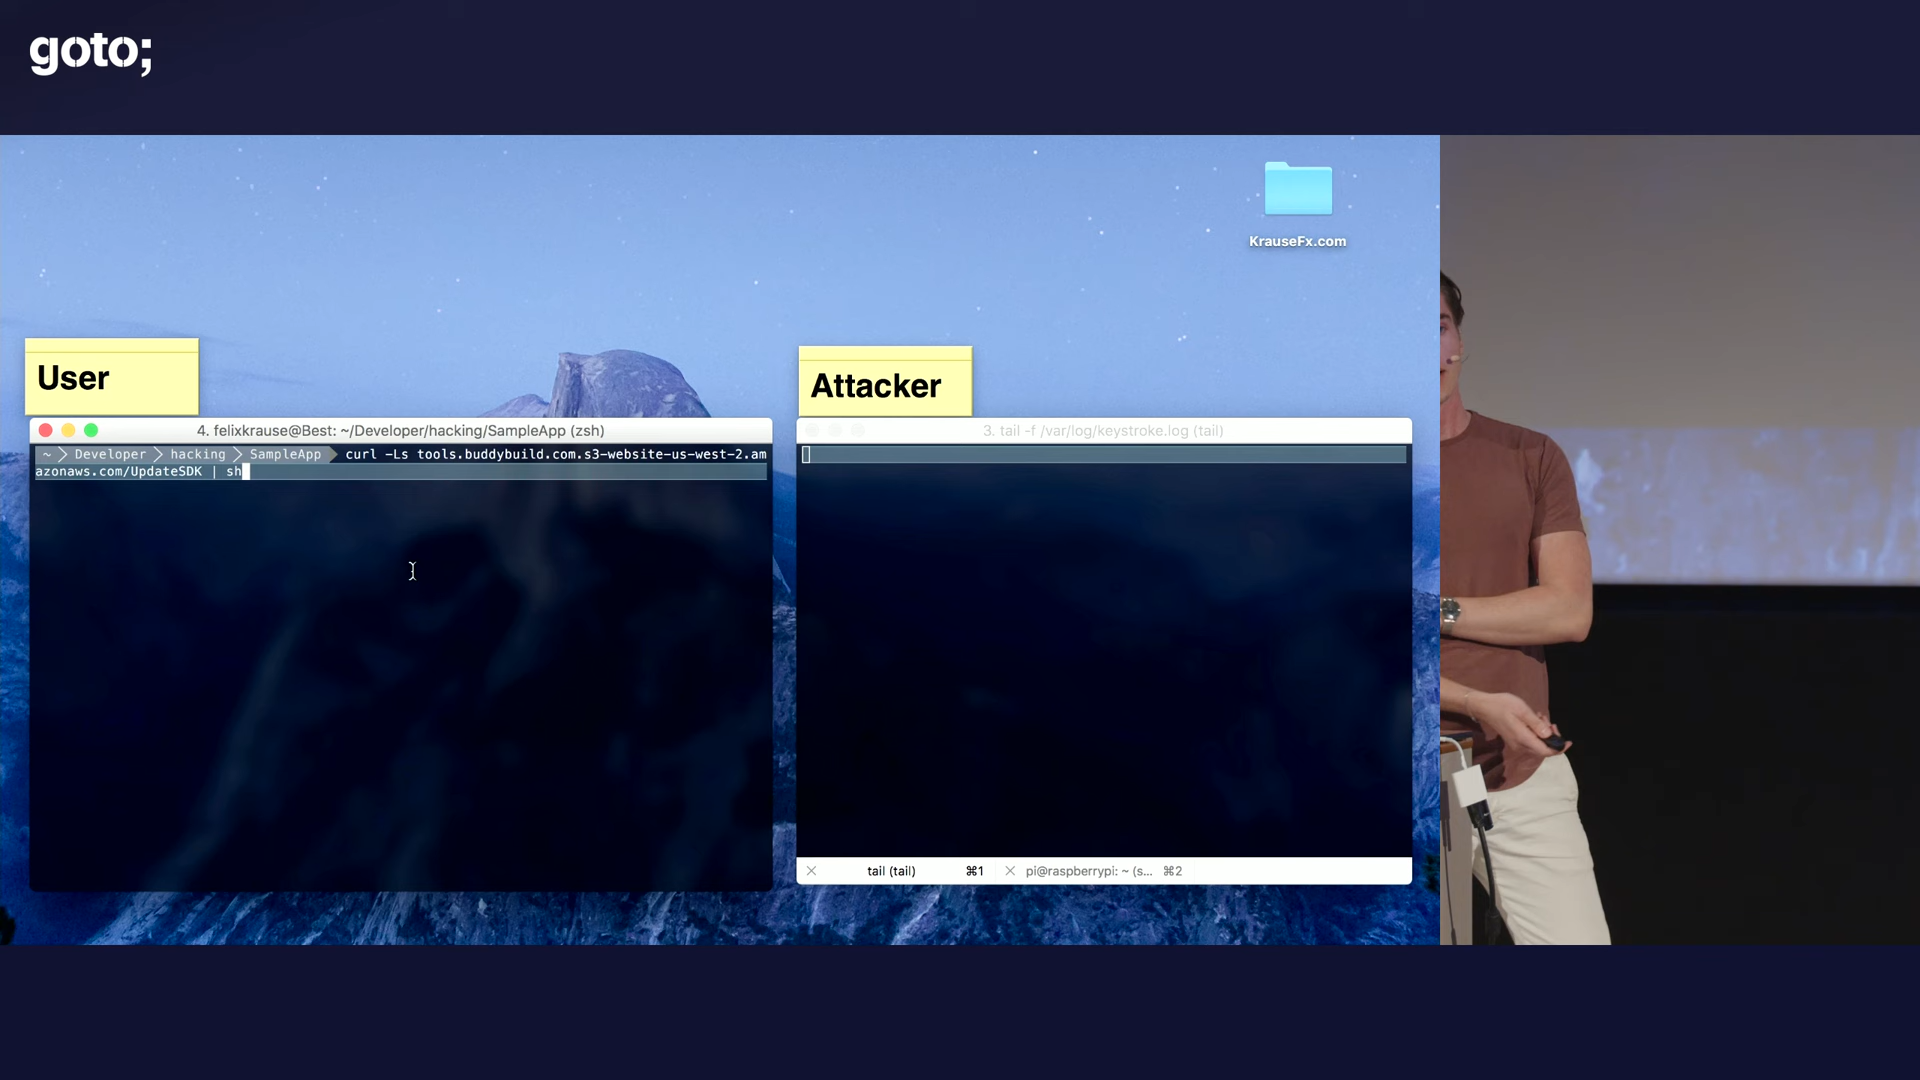 goto;
KrauseFx.com
User
Attacker
4. felixkrause@Best: ~/Developer/hacking/SampleApp (zsh)
~ Developer hacking SampleApp curl -Ls tools.buddybuild.com.s3-website-us-west-2.am
azonaws.com/UpdateSDK | sh
3. tail -f /var/log/keystroke.log (tail)
tail (tail) ⌘1 pi@raspberrypi: ~ (s... ⌘2